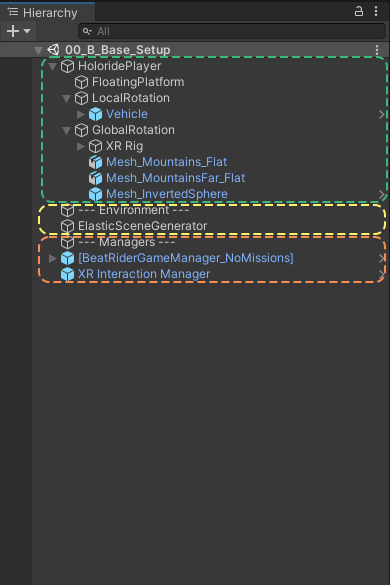 Hierarchy
All
00_B_Base_Setup
HoloridePlayer
FloatingPlatform
LocalRotation
Vehicle
GlobalRotation
XR Rig
Mesh_Mountains_Flat
Mesh_MountainsFar_Flat
Mesh_InvertedSphere
--- Environment ---
ElasticSceneGenerator
--- Managers ---
[BeatRiderGameManager_NoMissions]
XR Interaction Manager